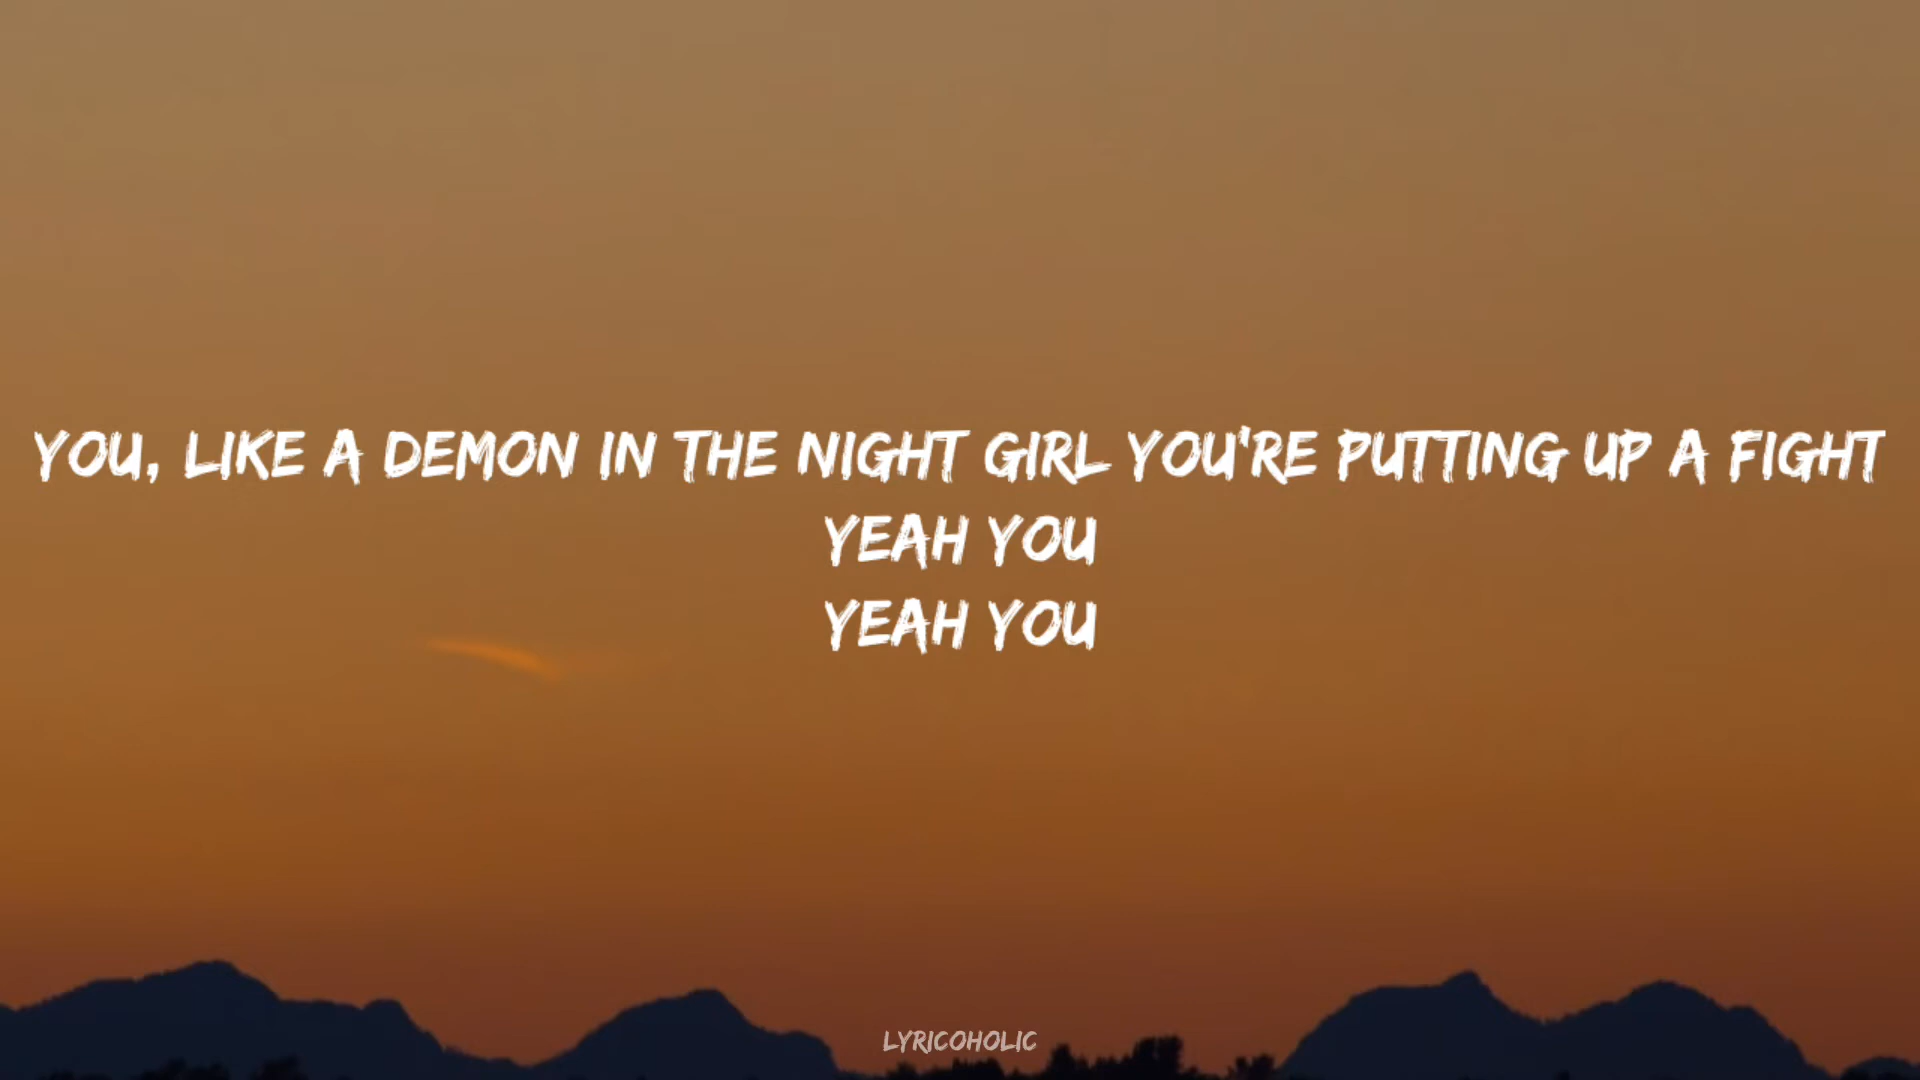 YOU, LIKE A DEMON IN THE NIGHT GIRL YOU'RE PUTTING UP A FIGHT
YEAH YOU
YEAH YOU
LYRICOHOLIC